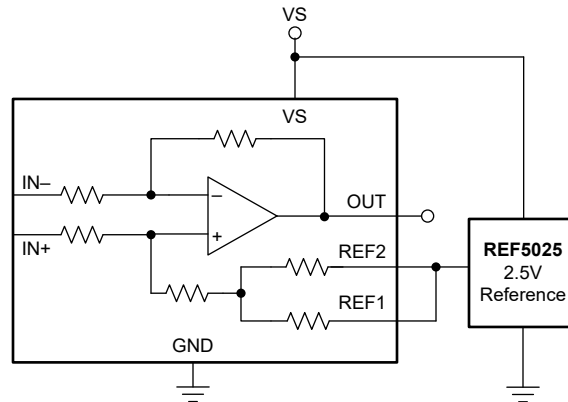 VS
VS
IN–
OUT
–
+
IN+
REF2
REF1
REF5025
2.5V
Reference
GND